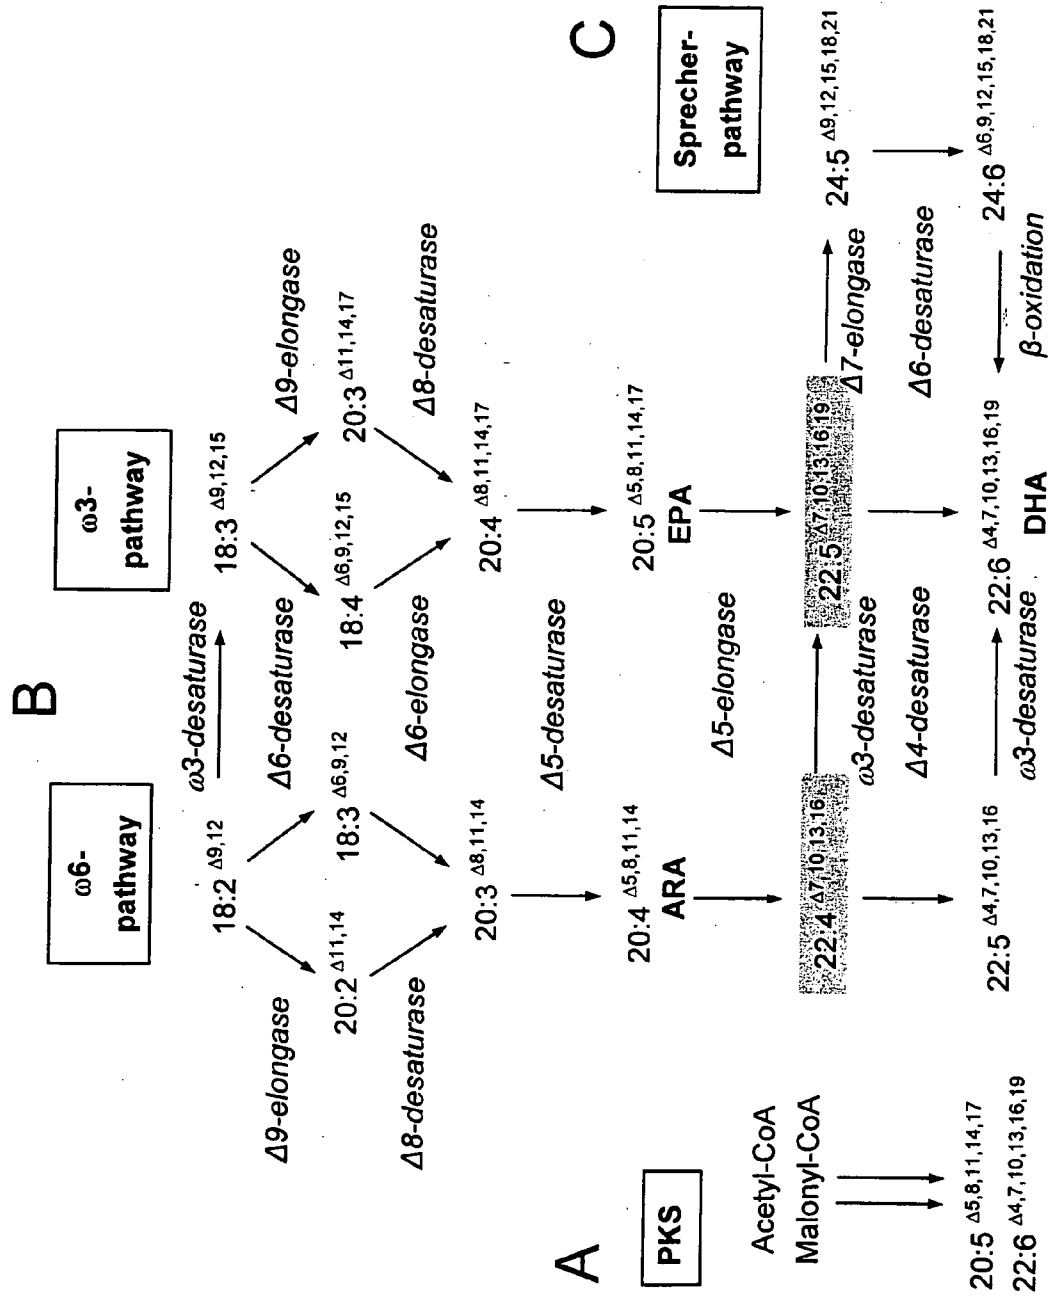 A
PKS
Acetyl-CoA
Malonyl-CoA
20:5 Δ5,8,11,14,17
22:6 Δ4,7,10,13,16,19
B
ω6-
pathway
ω3-
pathway
18:2 Δ9,12
ω3-desaturase
18:3 Δ9,12,15
Δ9-elongase
Δ6-desaturase
Δ9-elongase
20:2 Δ11,14
18:3 Δ6,9,12
18:4 Δ6,9,12,15
20:3 Δ11,14,17
Δ8-desaturase
Δ6-elongase
Δ8-desaturase
20:3 Δ8,11,14
20:4 Δ8,11,14,17
Δ5-desaturase
20:4 Δ5,8,11,14
ARA
20:5 Δ5,8,11,14,17
EPA
Δ5-elongase
22:4 Δ7,10,13,16
22:5 Δ7,10,13,16,19
ω3-desaturase
Δ4-desaturase
22:5 Δ4,7,10,13,16
ω3-desaturase
22:6 Δ4,7,10,13,16,19
DHA
C
Sprecher-
pathway
Δ7-elongase
24:5 Δ9,12,15,18,21
Δ6-desaturase
24:6 Δ6,9,12,15,18,21
β-oxidation